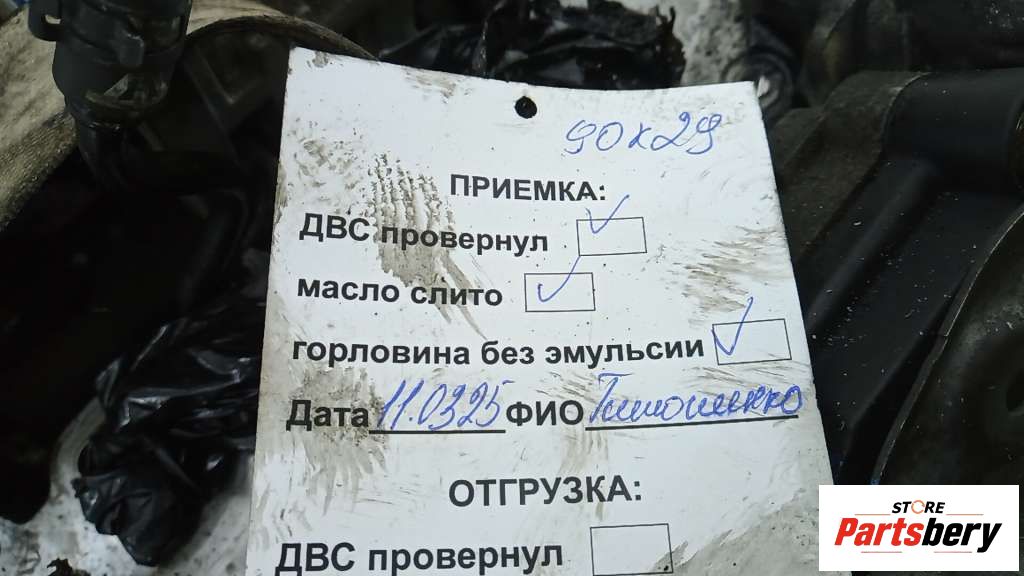 90х29
ПРИЕМКА:
ДВС провернул
масло слито
горловина без эмульсии
Дата 11.03.25 ФИО Тимошенко
ОТГРУЗКА:
ДВС провернул
STORE
Partsbery